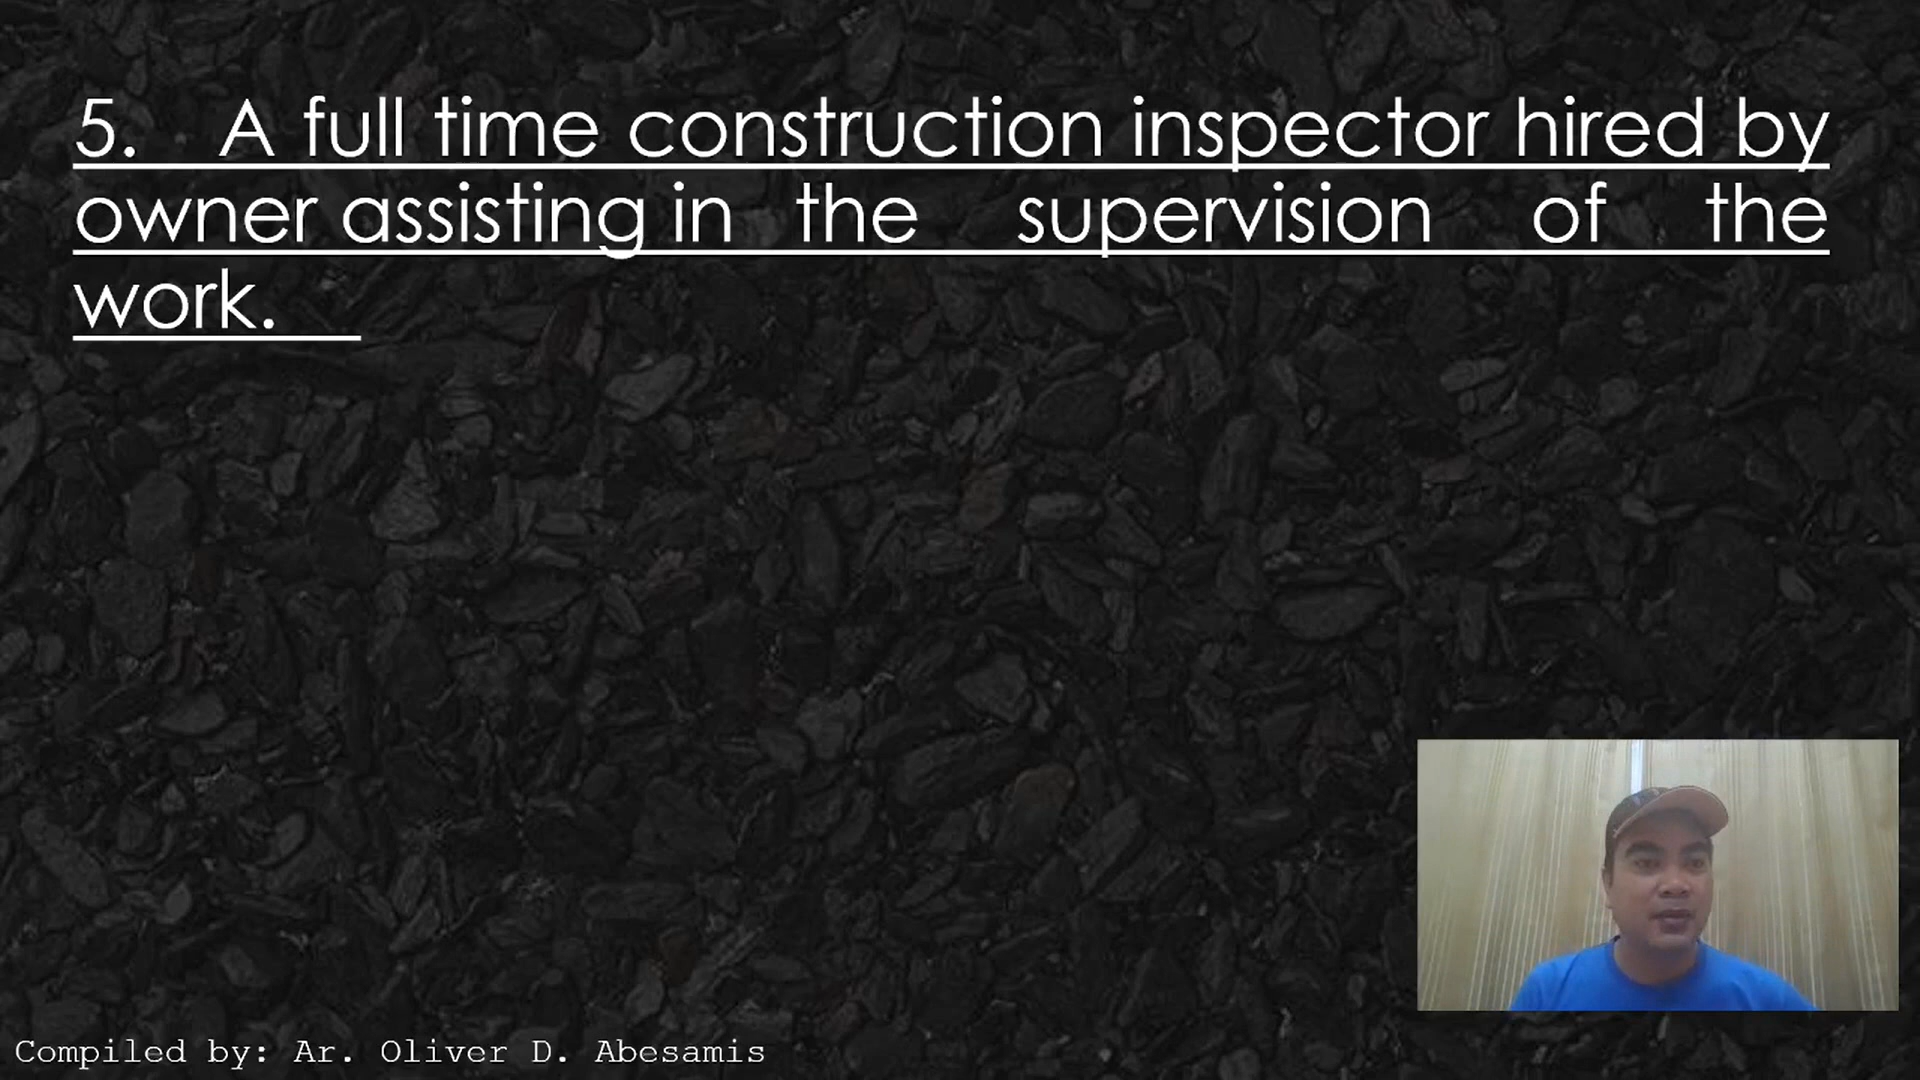 5. A full time construction inspector hired by
owner assisting in the supervision of the
work.
Compiled by: Ar. Oliver D. Abesamis